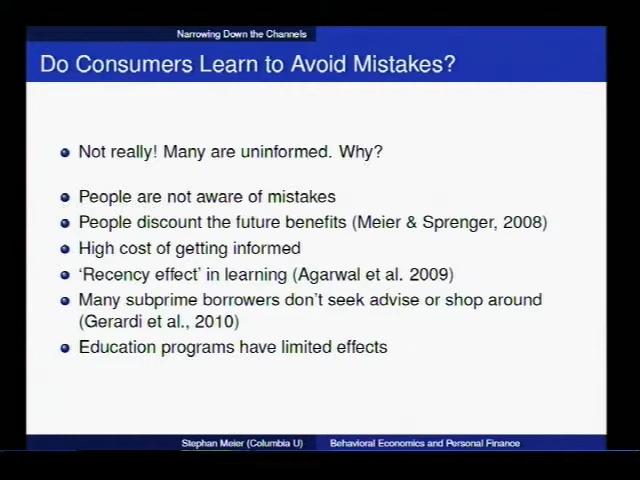 Narrowing Down the Channels
Do Consumers Learn to Avoid Mistakes?
Not really! Many are uninformed. Why?
People are not aware of mistakes
People discount the future benefits (Meier & Sprenger, 2008)
High cost of getting informed
'Recency effect' in learning (Agarwal et al. 2009)
Many subprime borrowers don't seek advise or shop around
(Gerardi et al., 2010)
Education programs have limited effects
Stephan Meier (Columbia U) Behavioral Economics and Personal Finance